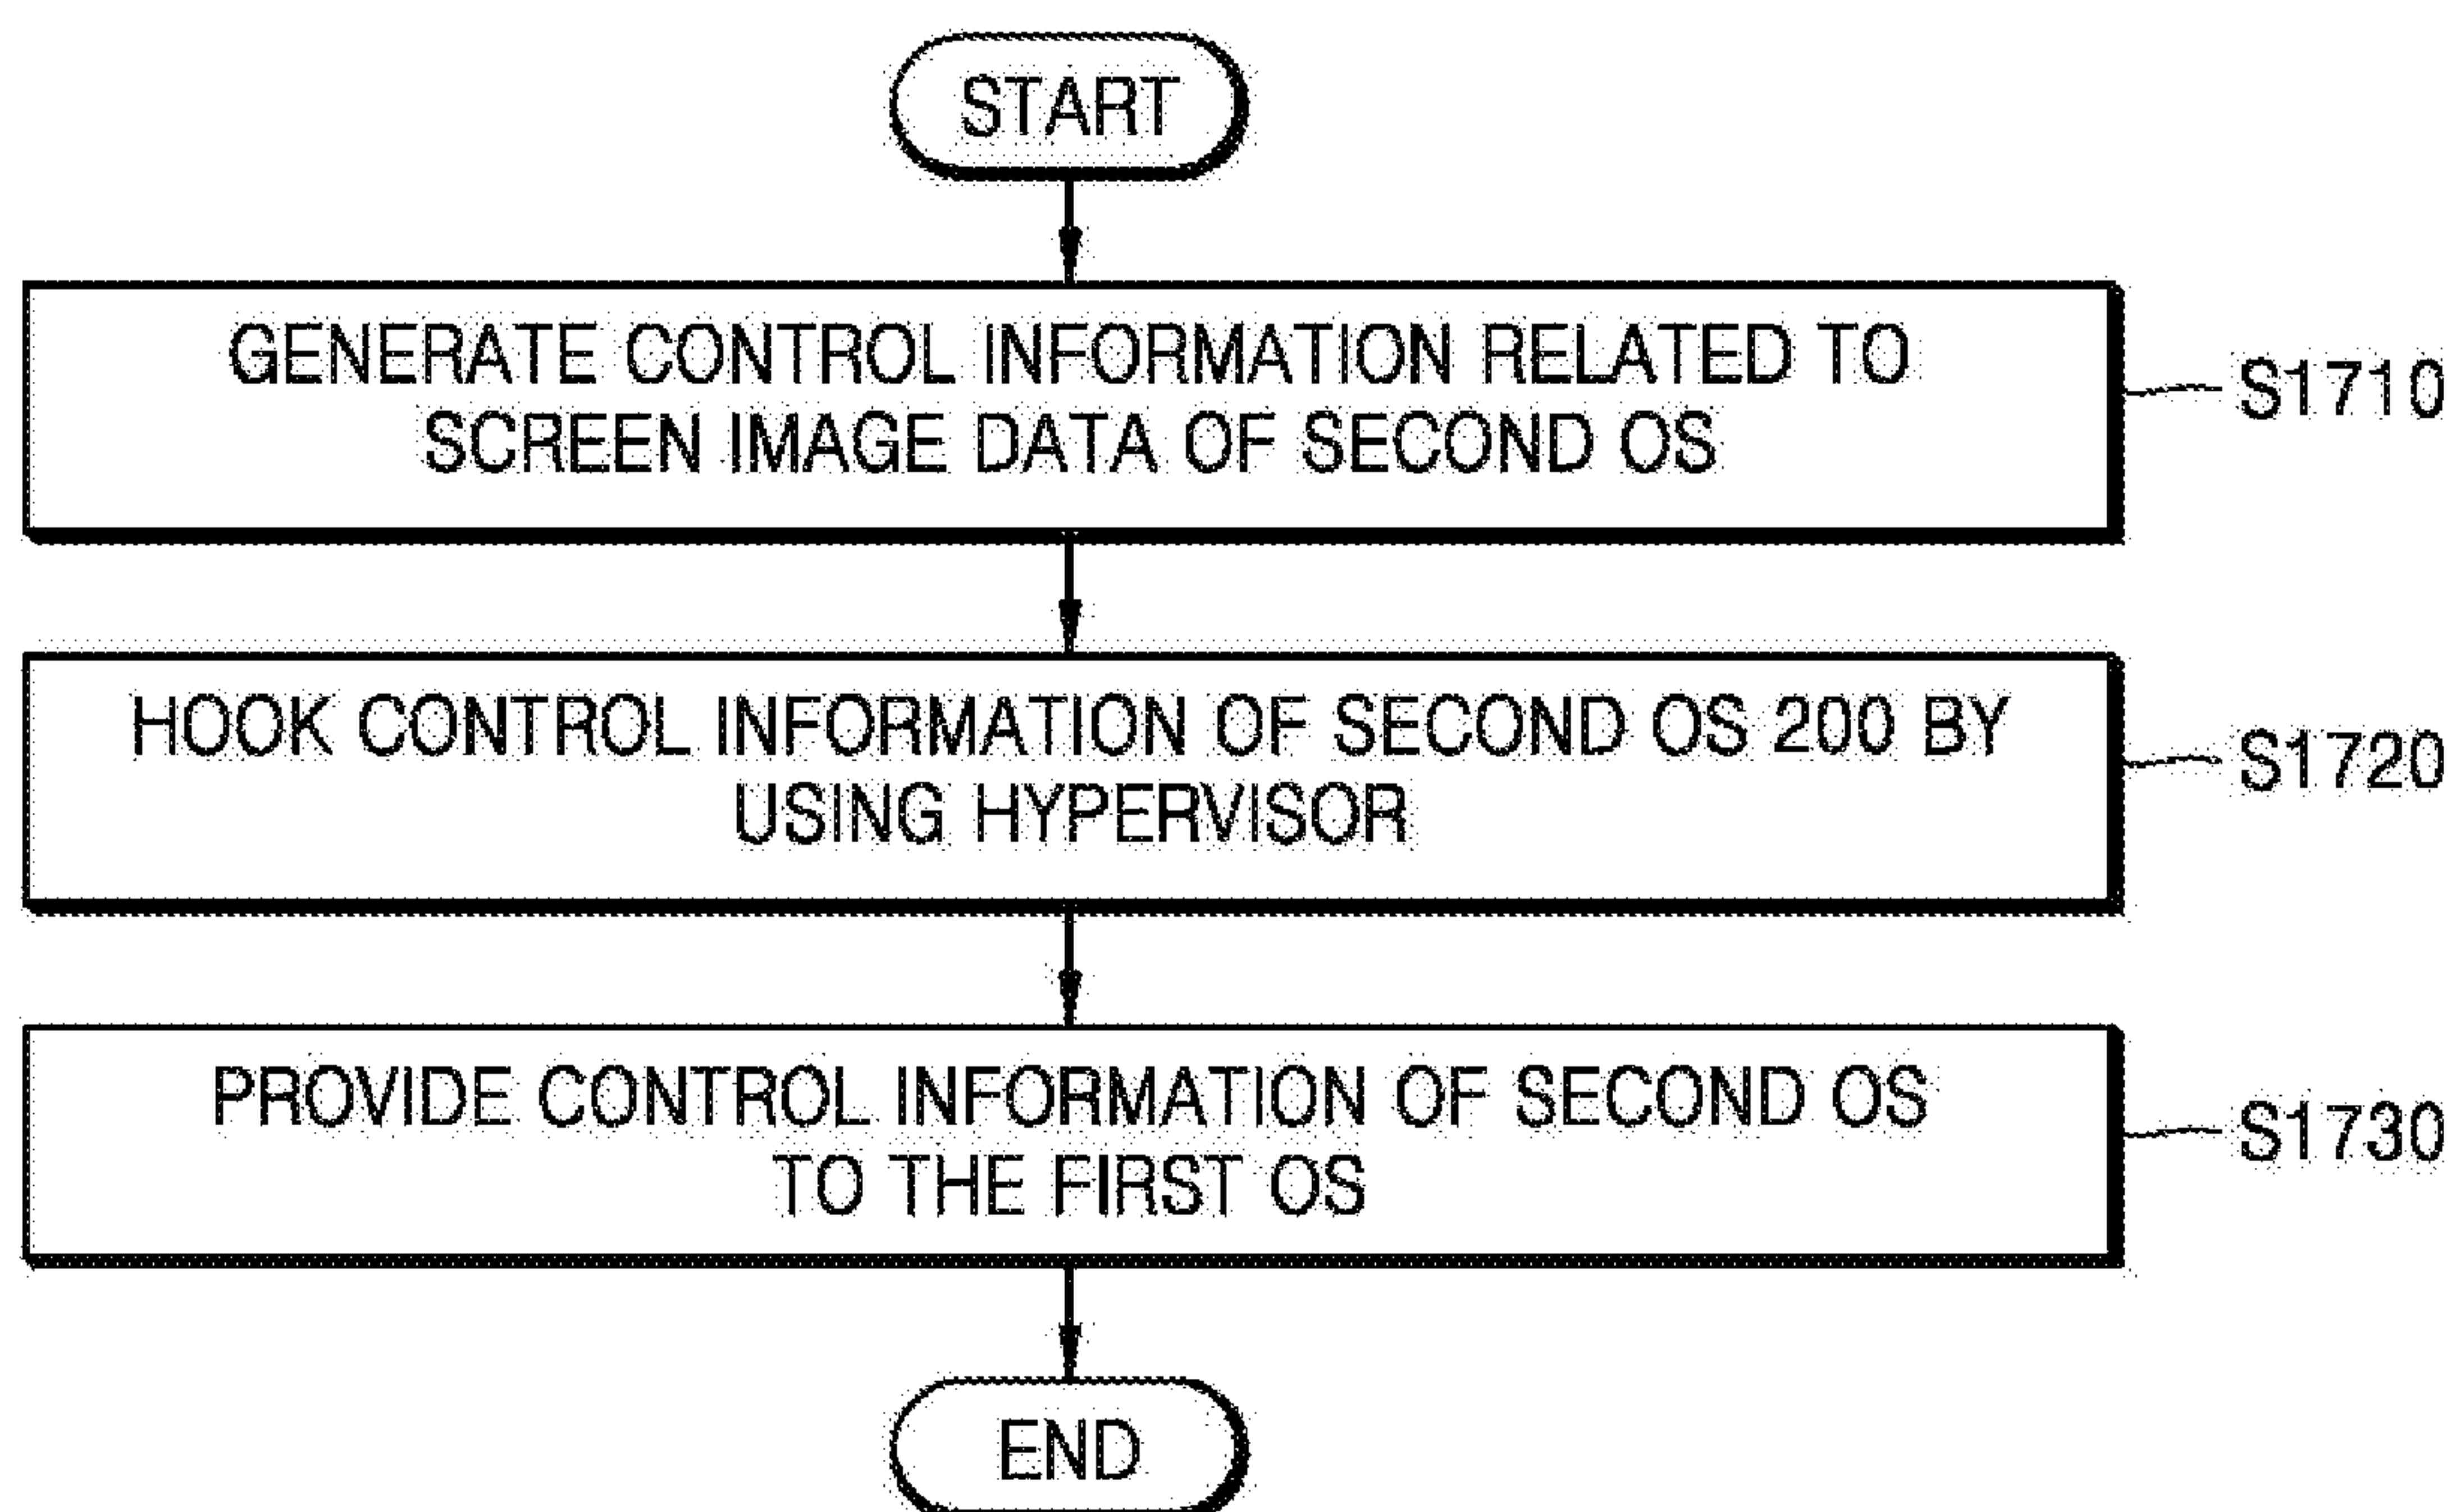 START
GENERATE CONTROL INFORMATION RELATED TO
SCREEN IMAGE DATA OF SECOND OS
S1710
HOOK CONTROL INFORMATION OF SECOND OS 200 BY
USING HYPERVISOR
S1720
PROVIDE CONTROL INFORMATION OF SECOND OS
TO THE FIRST OS
S1730
END